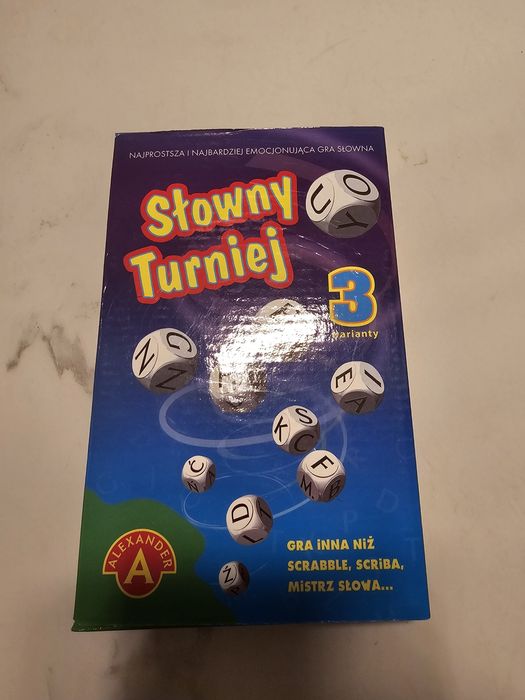 NAJPROSTSZA I NAJBARDZIEJ EMOCJONUJĄCA GRA SŁOWNA
Słowny
Turniej
O
U Y
3
warianty
G
N Z
I
E A
S
K C
F
M B
Ć
D
I
Ż
ALEXANDER
A
GRA INNA NIŻ
SCRABBLE, SCRIBA,
MISTRZ SŁOWA...